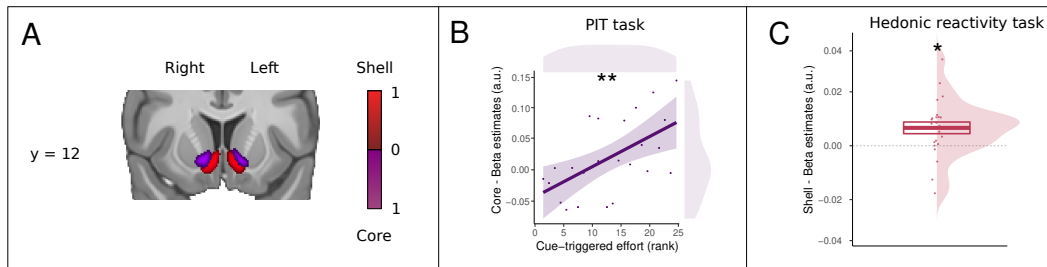 A
Right Left Shell
1
0
1
Core
y = 12
B
PIT task
**
0.15
0.10
0.05
0.00
−0.05
0 5 10 15 20 25
Core - Beta estimates (a.u.)
Cue−triggered effort (rank)
C
Hedonic reactivity task
*
0.04
0.02
0.00
−0.02
−0.04
Shell - Beta estimates (a.u.)